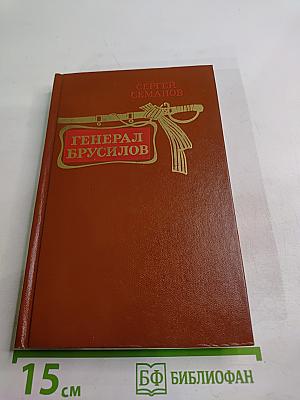 СЕРГЕЙ
СЕМАНОВ
ГЕНЕРАЛ
БРУСИЛОВ
15 см
БФ БИБЛИОФАН